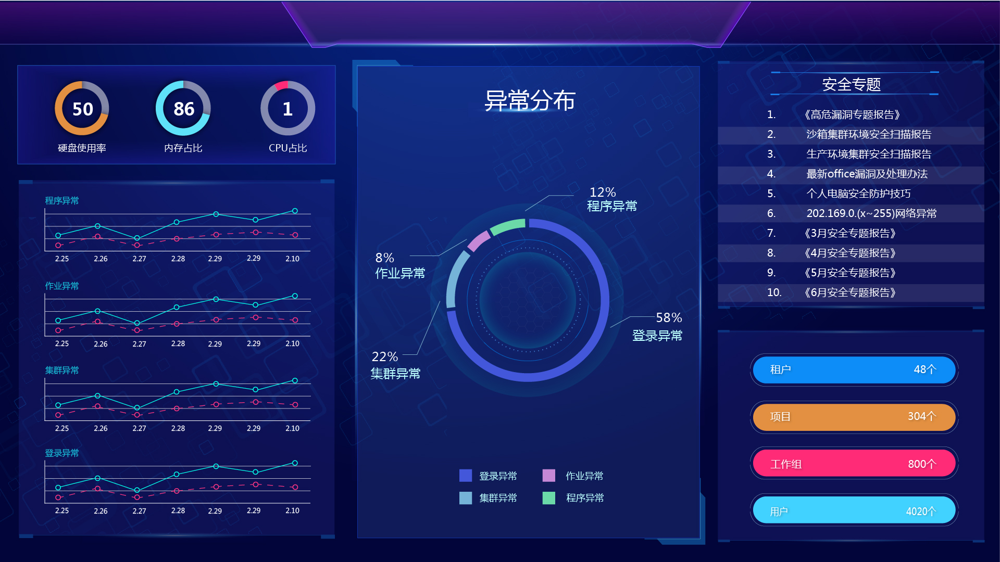 50
86
1
硬盘使用率
内存占比
CPU占比
程序异常
2.25 2.26 2.27 2.28 2.29 2.29 2.10
作业异常
2.25 2.26 2.27 2.28 2.29 2.29 2.10
集群异常
2.25 2.26 2.27 2.28 2.29 2.29 2.10
登录异常
2.25 2.26 2.27 2.28 2.29 2.29 2.10
异常分布
12%
程序异常
8%
作业异常
58%
登录异常
22%
集群异常
登录异常
作业异常
集群异常
程序异常
安全专题
1. 《高危漏洞专题报告》
2. 沙箱集群环境安全扫描报告
3. 生产环境集群安全扫描报告
4. 最新office漏洞及处理办法
5. 个人电脑安全防护技巧
6. 202.169.0.(x~255)网络异常
7. 《3月安全专题报告》
8. 《4月安全专题报告》
9. 《5月安全专题报告》
10. 《6月安全专题报告》
租户 48个
项目 304个
工作组 800个
用户 4020个